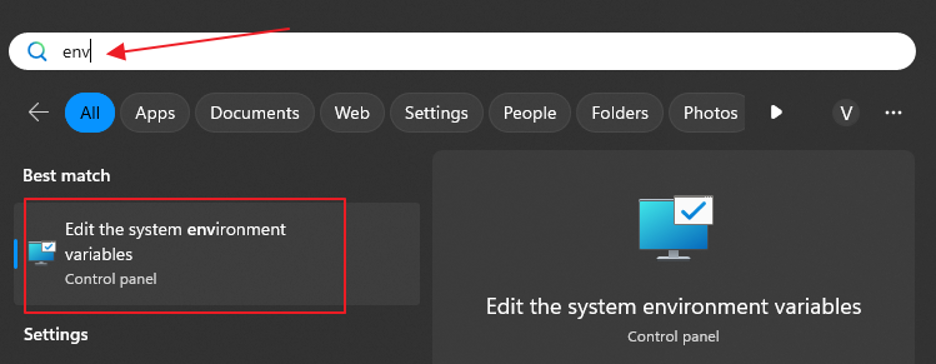 env
All Apps Documents Web Settings People Folders Photos V ...
Best match
Edit the system environment
variables
Control panel
Settings
Edit the system environment variables
Control panel